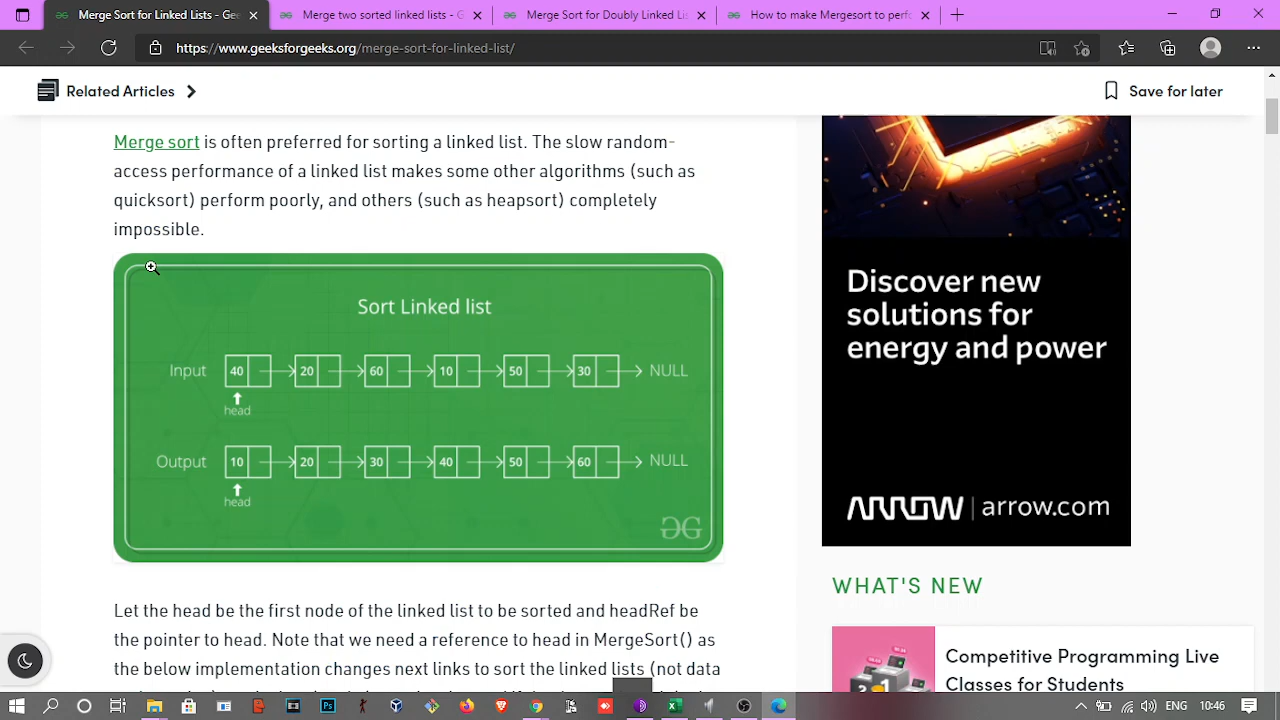 Merge Sort for Linked Lis
Merge two sorted linked lists - G
Merge Sort for Doubly Linked Lis
How to make Mergesort to perf
https://www.geeksforgeeks.org/merge-sort-for-linked-list/
Related Articles
Save for later
Merge sort is often preferred for sorting a linked list. The slow random-
access performance of a linked list makes some other algorithms (such as
quicksort) perform poorly, and others (such as heapsort) completely
impossible.
Sort Linked list
Input 40 20 60 10 50 30 NULL
head
Output 10 20 30 40 50 60 NULL
head
Let the head be the first node of the linked list to be sorted and headRef be
the pointer to head. Note that we need a reference to head in MergeSort() as
the below implementation changes next links to sort the linked lists (not data
Discover new
solutions for
energy and power
ARROW | arrow.com
WHAT'S NEW
Competitive Programming Live
Classes for Students
ENG
10:46